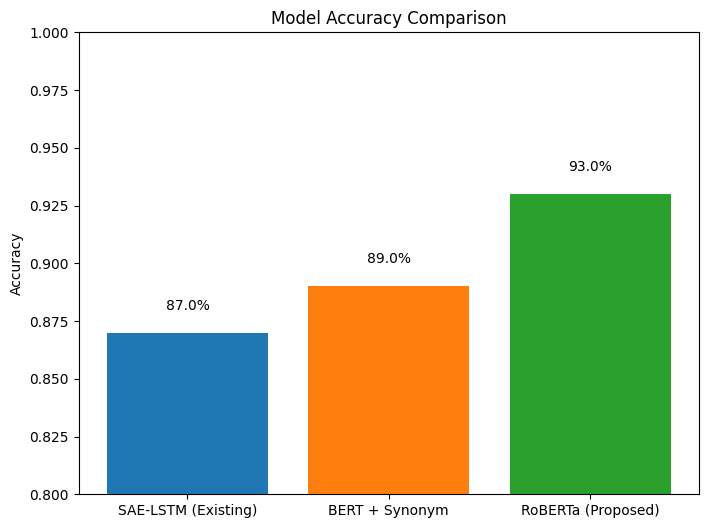 Model Accuracy Comparison
1.000
0.975
0.950
0.925
0.900
0.875
0.850
0.825
0.800
Accuracy
87.0%
89.0%
93.0%
SAE-LSTM (Existing)
BERT + Synonym
RoBERTa (Proposed)